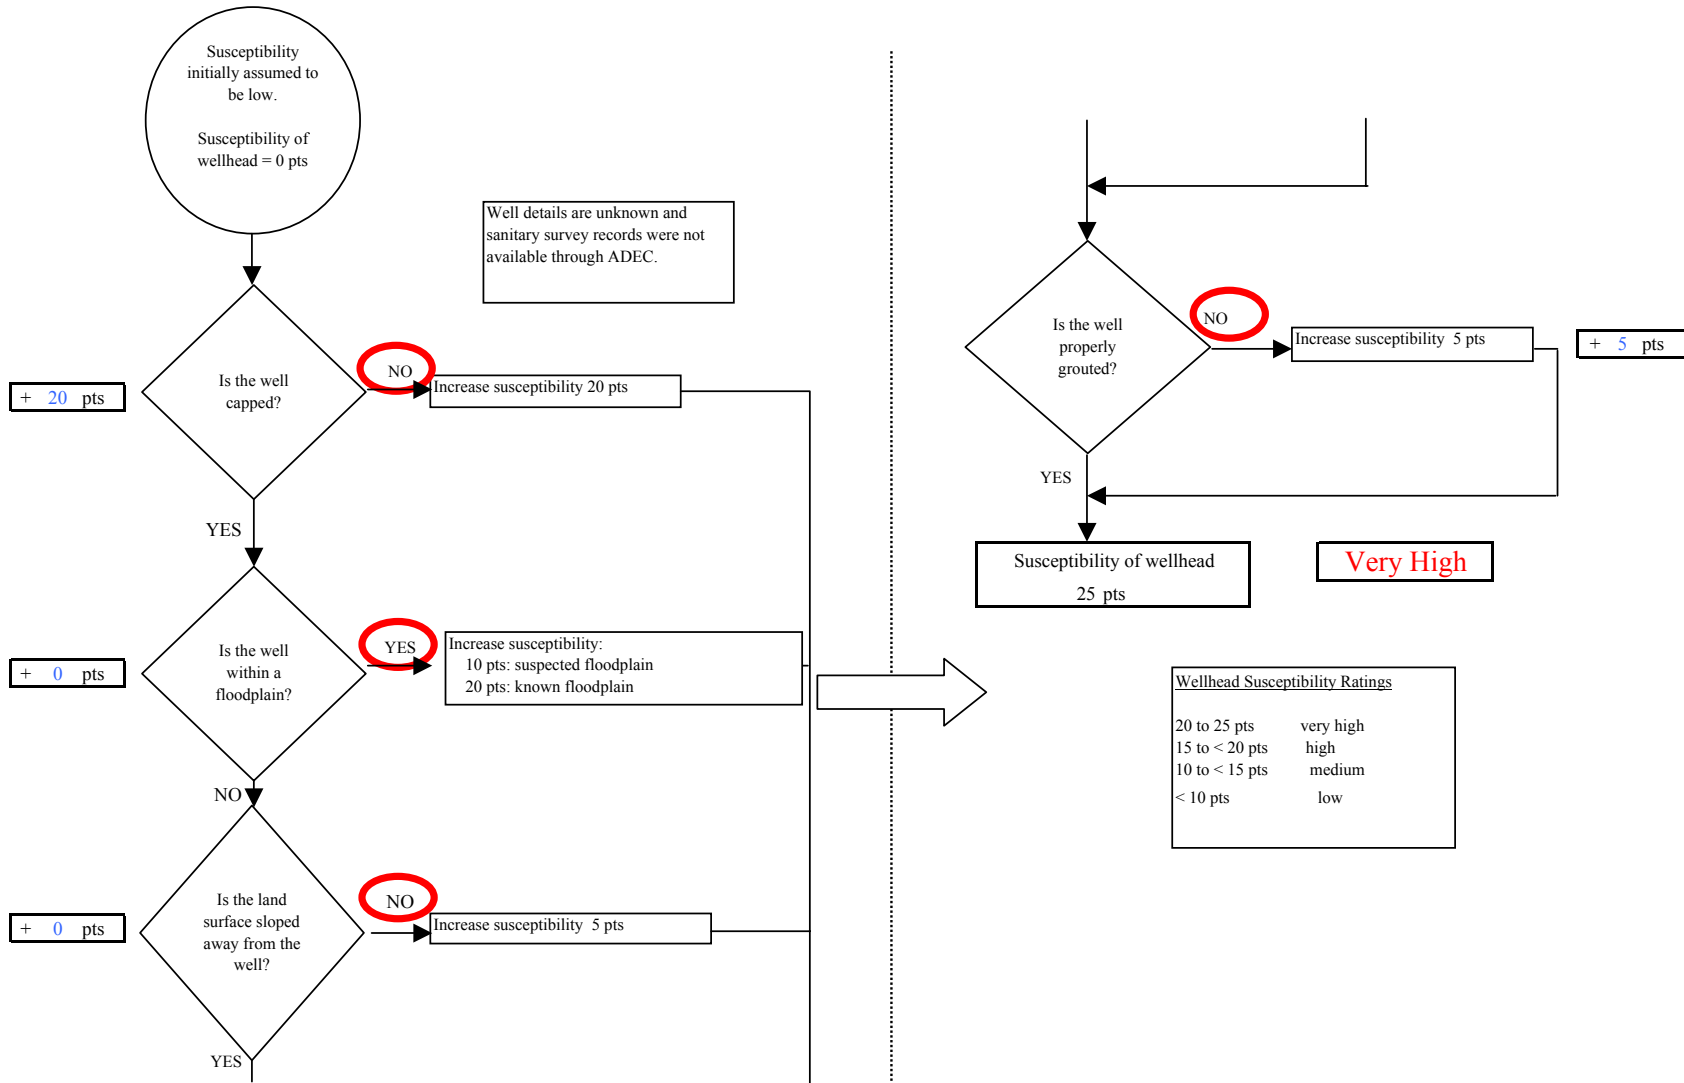 Susceptibility
initially assumed to
be low.
Susceptibility of
wellhead = 0 pts
Well details are unknown and
sanitary survey records were not
available through ADEC.
+ 20 pts
Is the well
capped?
NO
Increase susceptibility 20 pts
YES
+ 0 pts
Is the well
within a
floodplain?
YES
Increase susceptibility:
10 pts: suspected floodplain
20 pts: known floodplain
NO
+ 0 pts
Is the land
surface sloped
away from the
well?
NO
Increase susceptibility 5 pts
YES
Is the well
properly
grouted?
NO
Increase susceptibility 5 pts
+ 5 pts
YES
Susceptibility of wellhead
25 pts
Very High
Wellhead Susceptibility Ratings
20 to 25 pts very high
15 to < 20 pts high
10 to < 15 pts medium
< 10 pts low